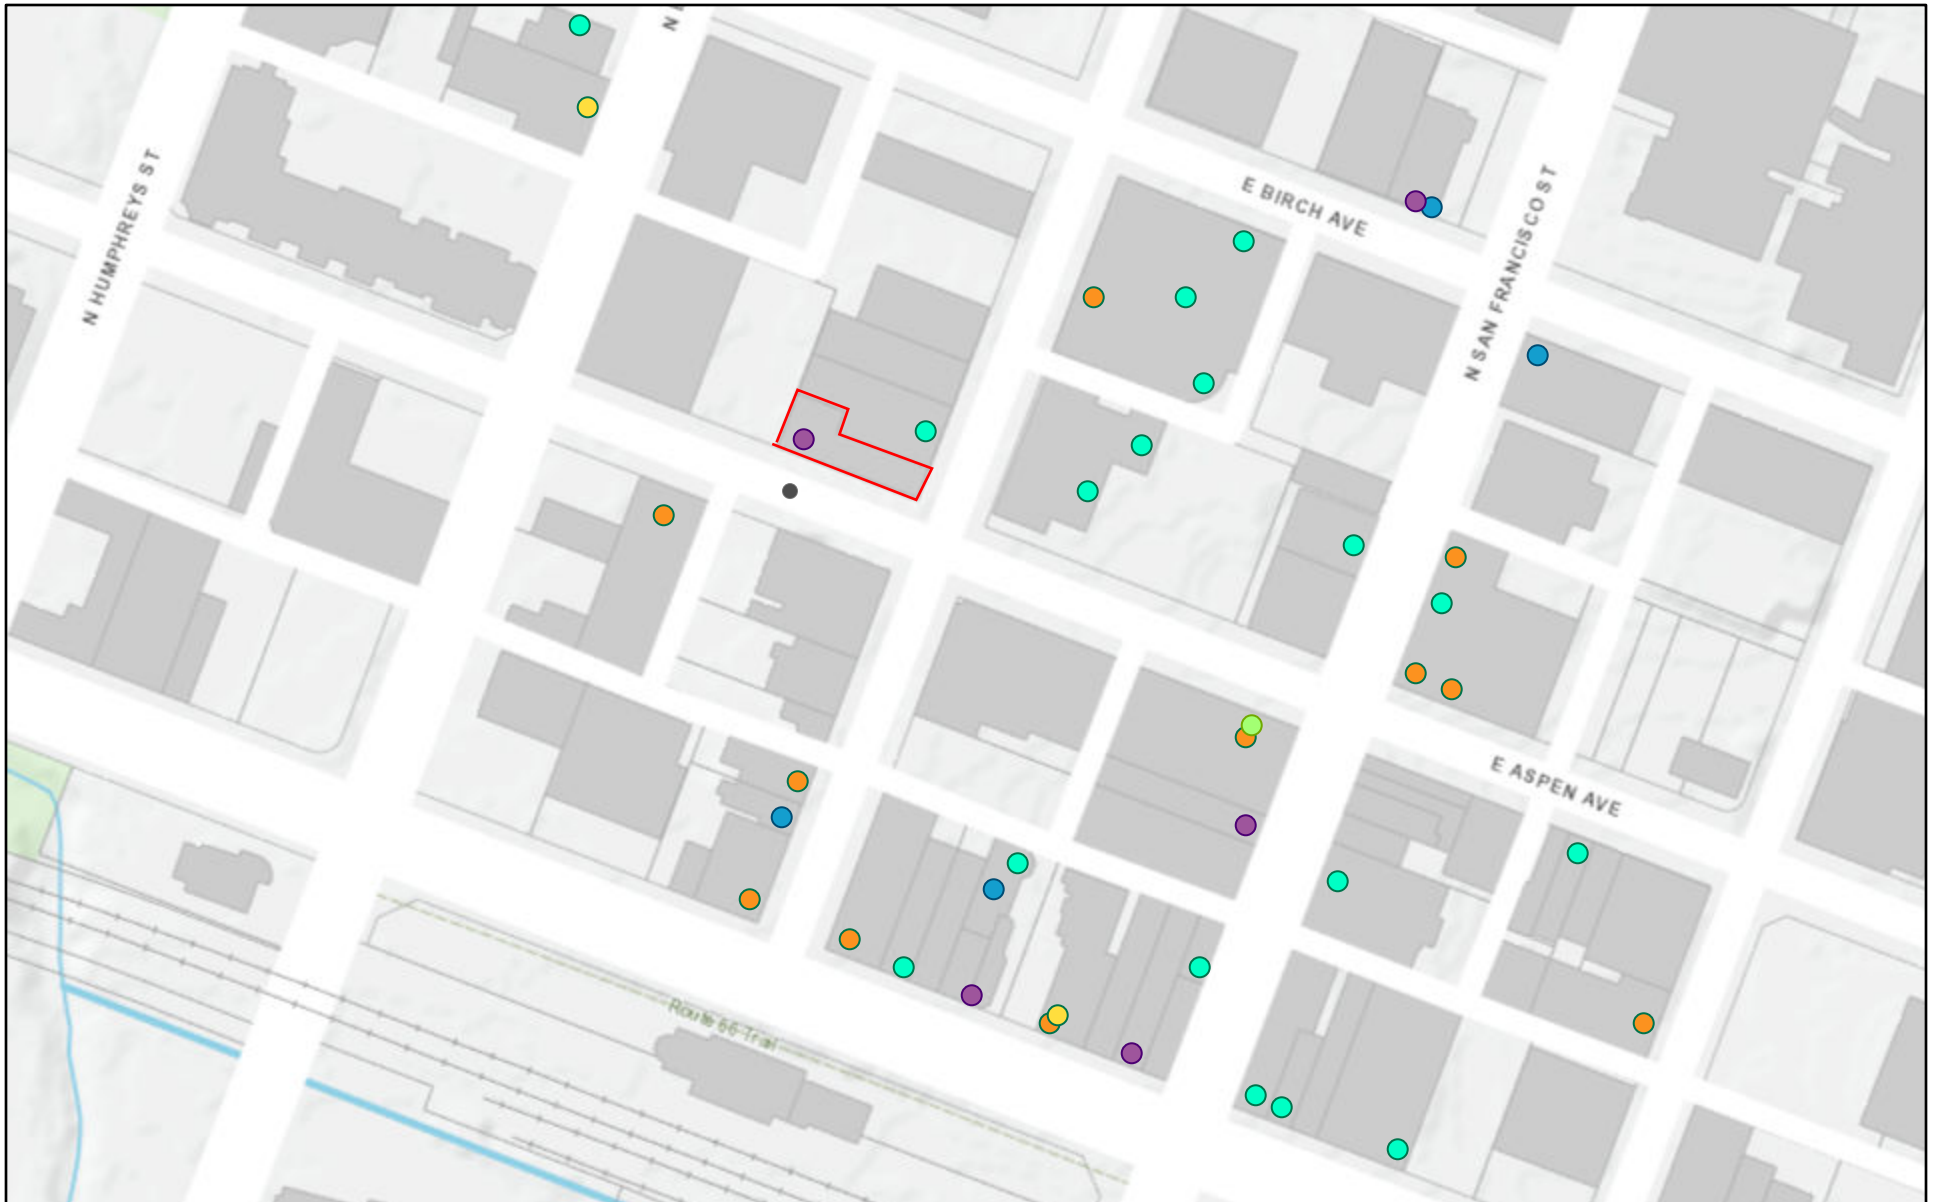 N HUMPHREYS ST
N
E BIRCH AVE
N SAN FRANCISCO ST
E ASPEN AVE
Route 66 Trail